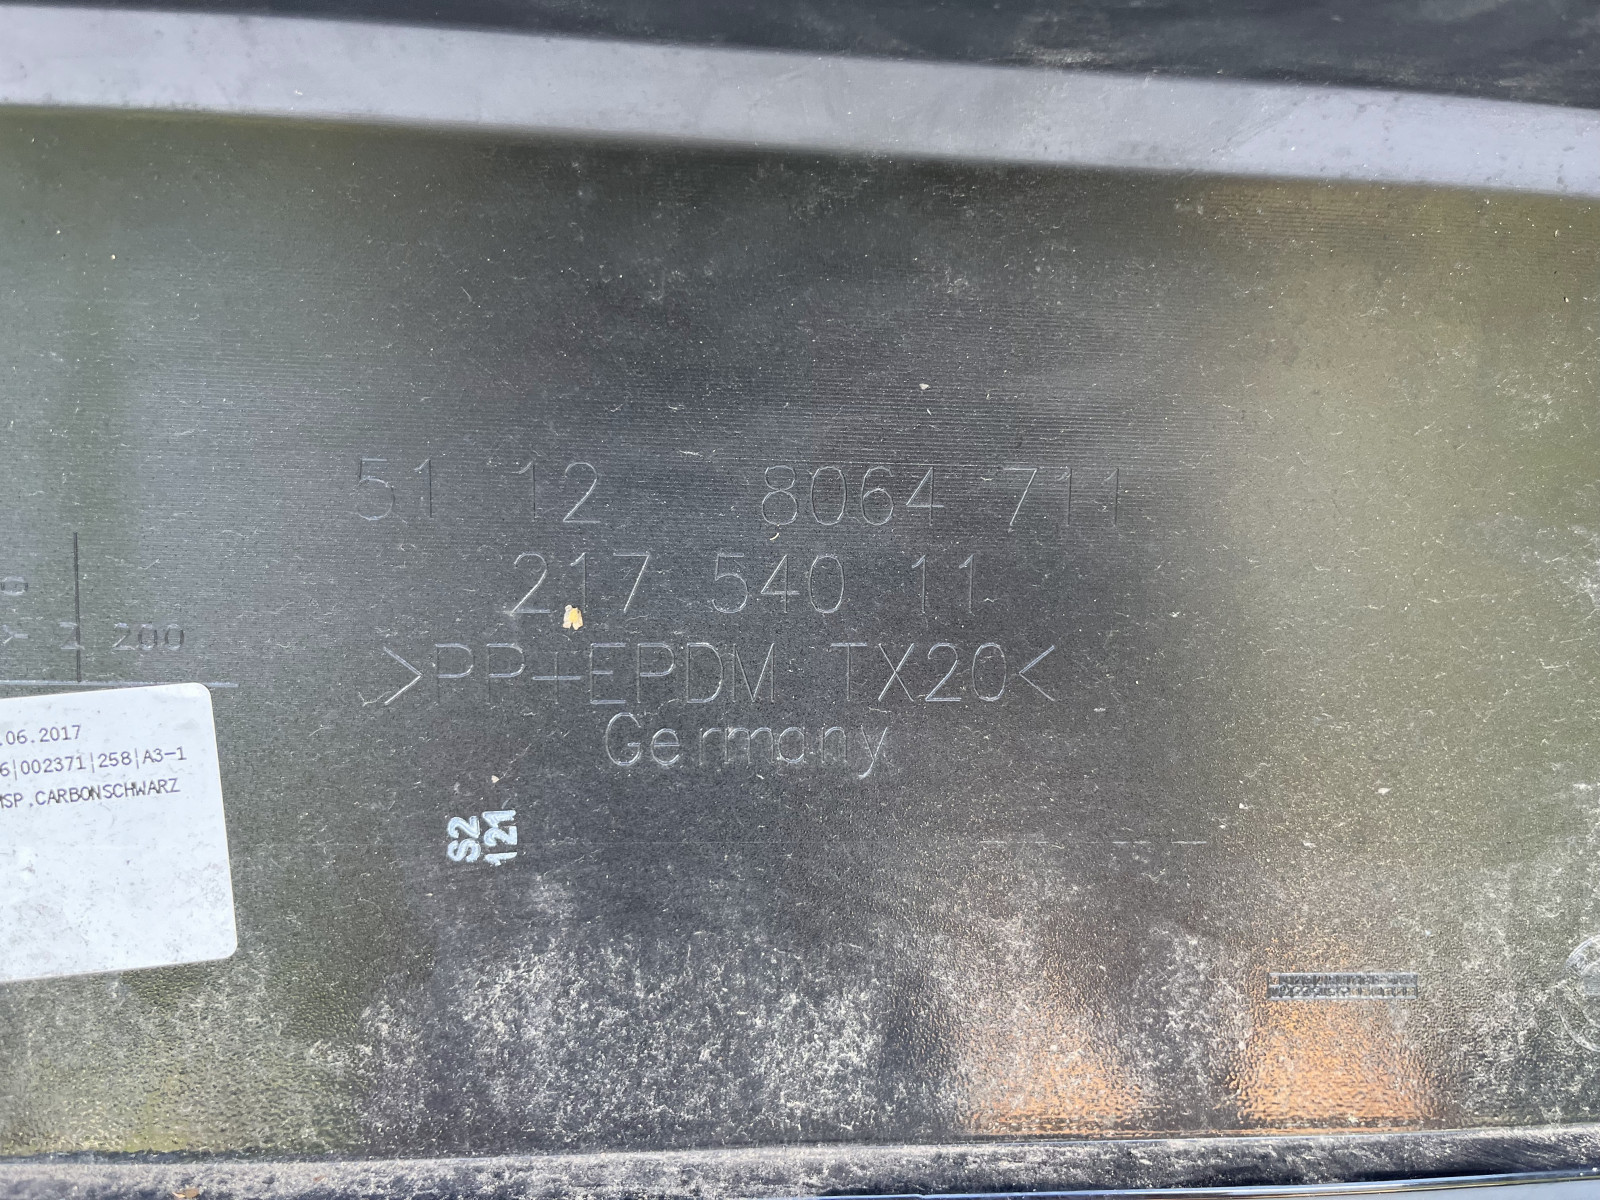 51 12 8064 711
217 540 11
>PP+EPDM TX20<
Germany
200
.06.2017
6|002371|258|A3-1
MSP.CARBONSCHWARZ
S2
121